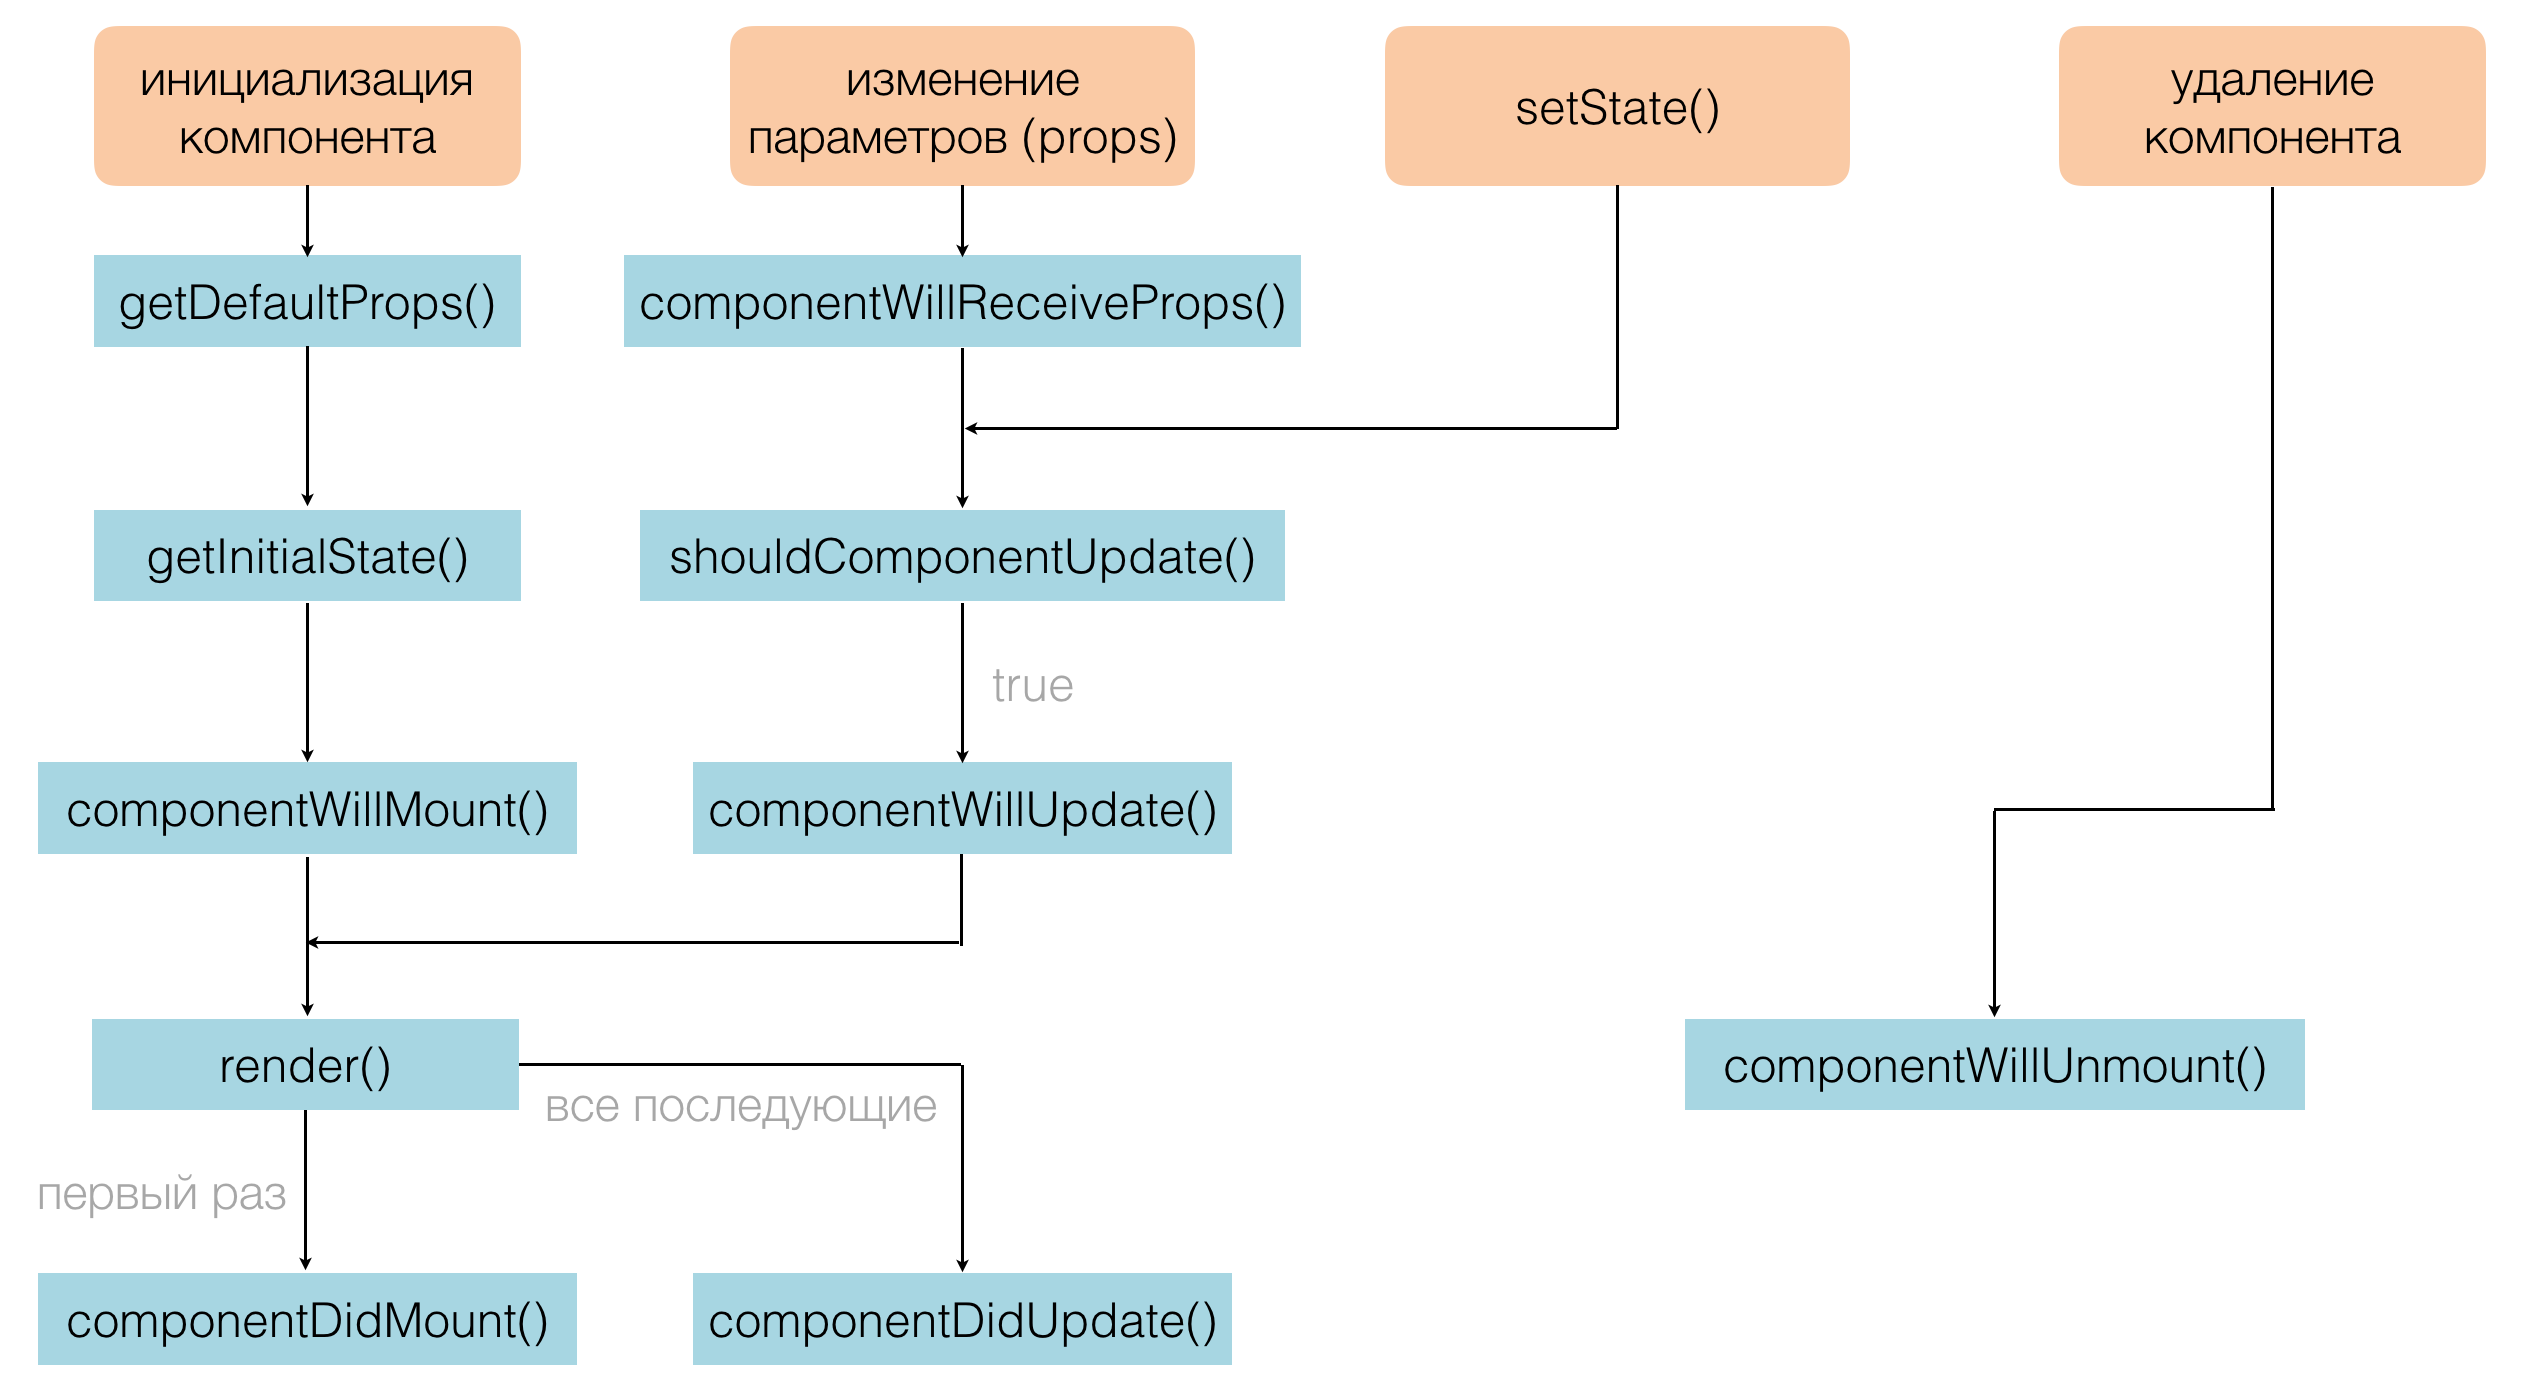 инициализация
компонента
изменение
параметров (props)
setState()
удаление
компонента
getDefaultProps()
componentWillReceiveProps()
getInitialState()
shouldComponentUpdate()
true
componentWillMount()
componentWillUpdate()
render()
componentWillUnmount()
все последующие
первый раз
componentDidMount()
componentDidUpdate()